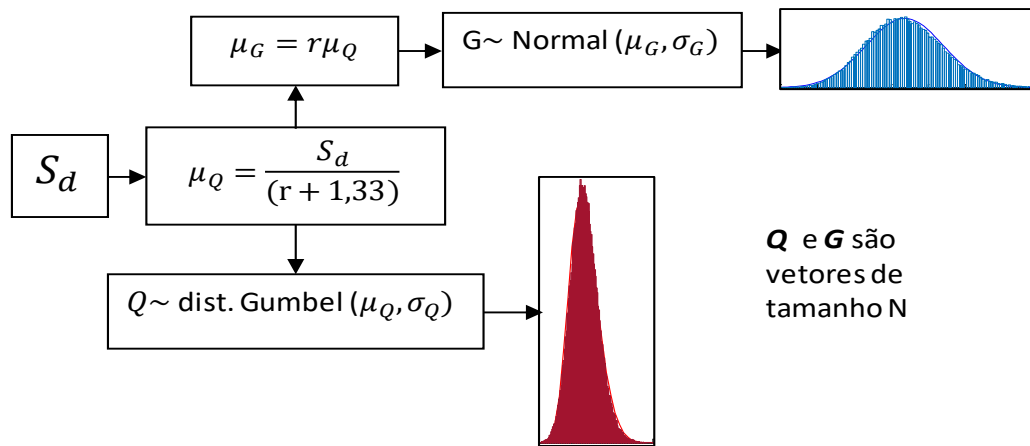 μ_G = rμ_Q
G~ Normal (μ_G, σ_G)
S_d
μ_Q = S_d / (r + 1,33)
Q~ dist. Gumbel (μ_Q, σ_Q)
Q e G são
vetores de
tamanho N